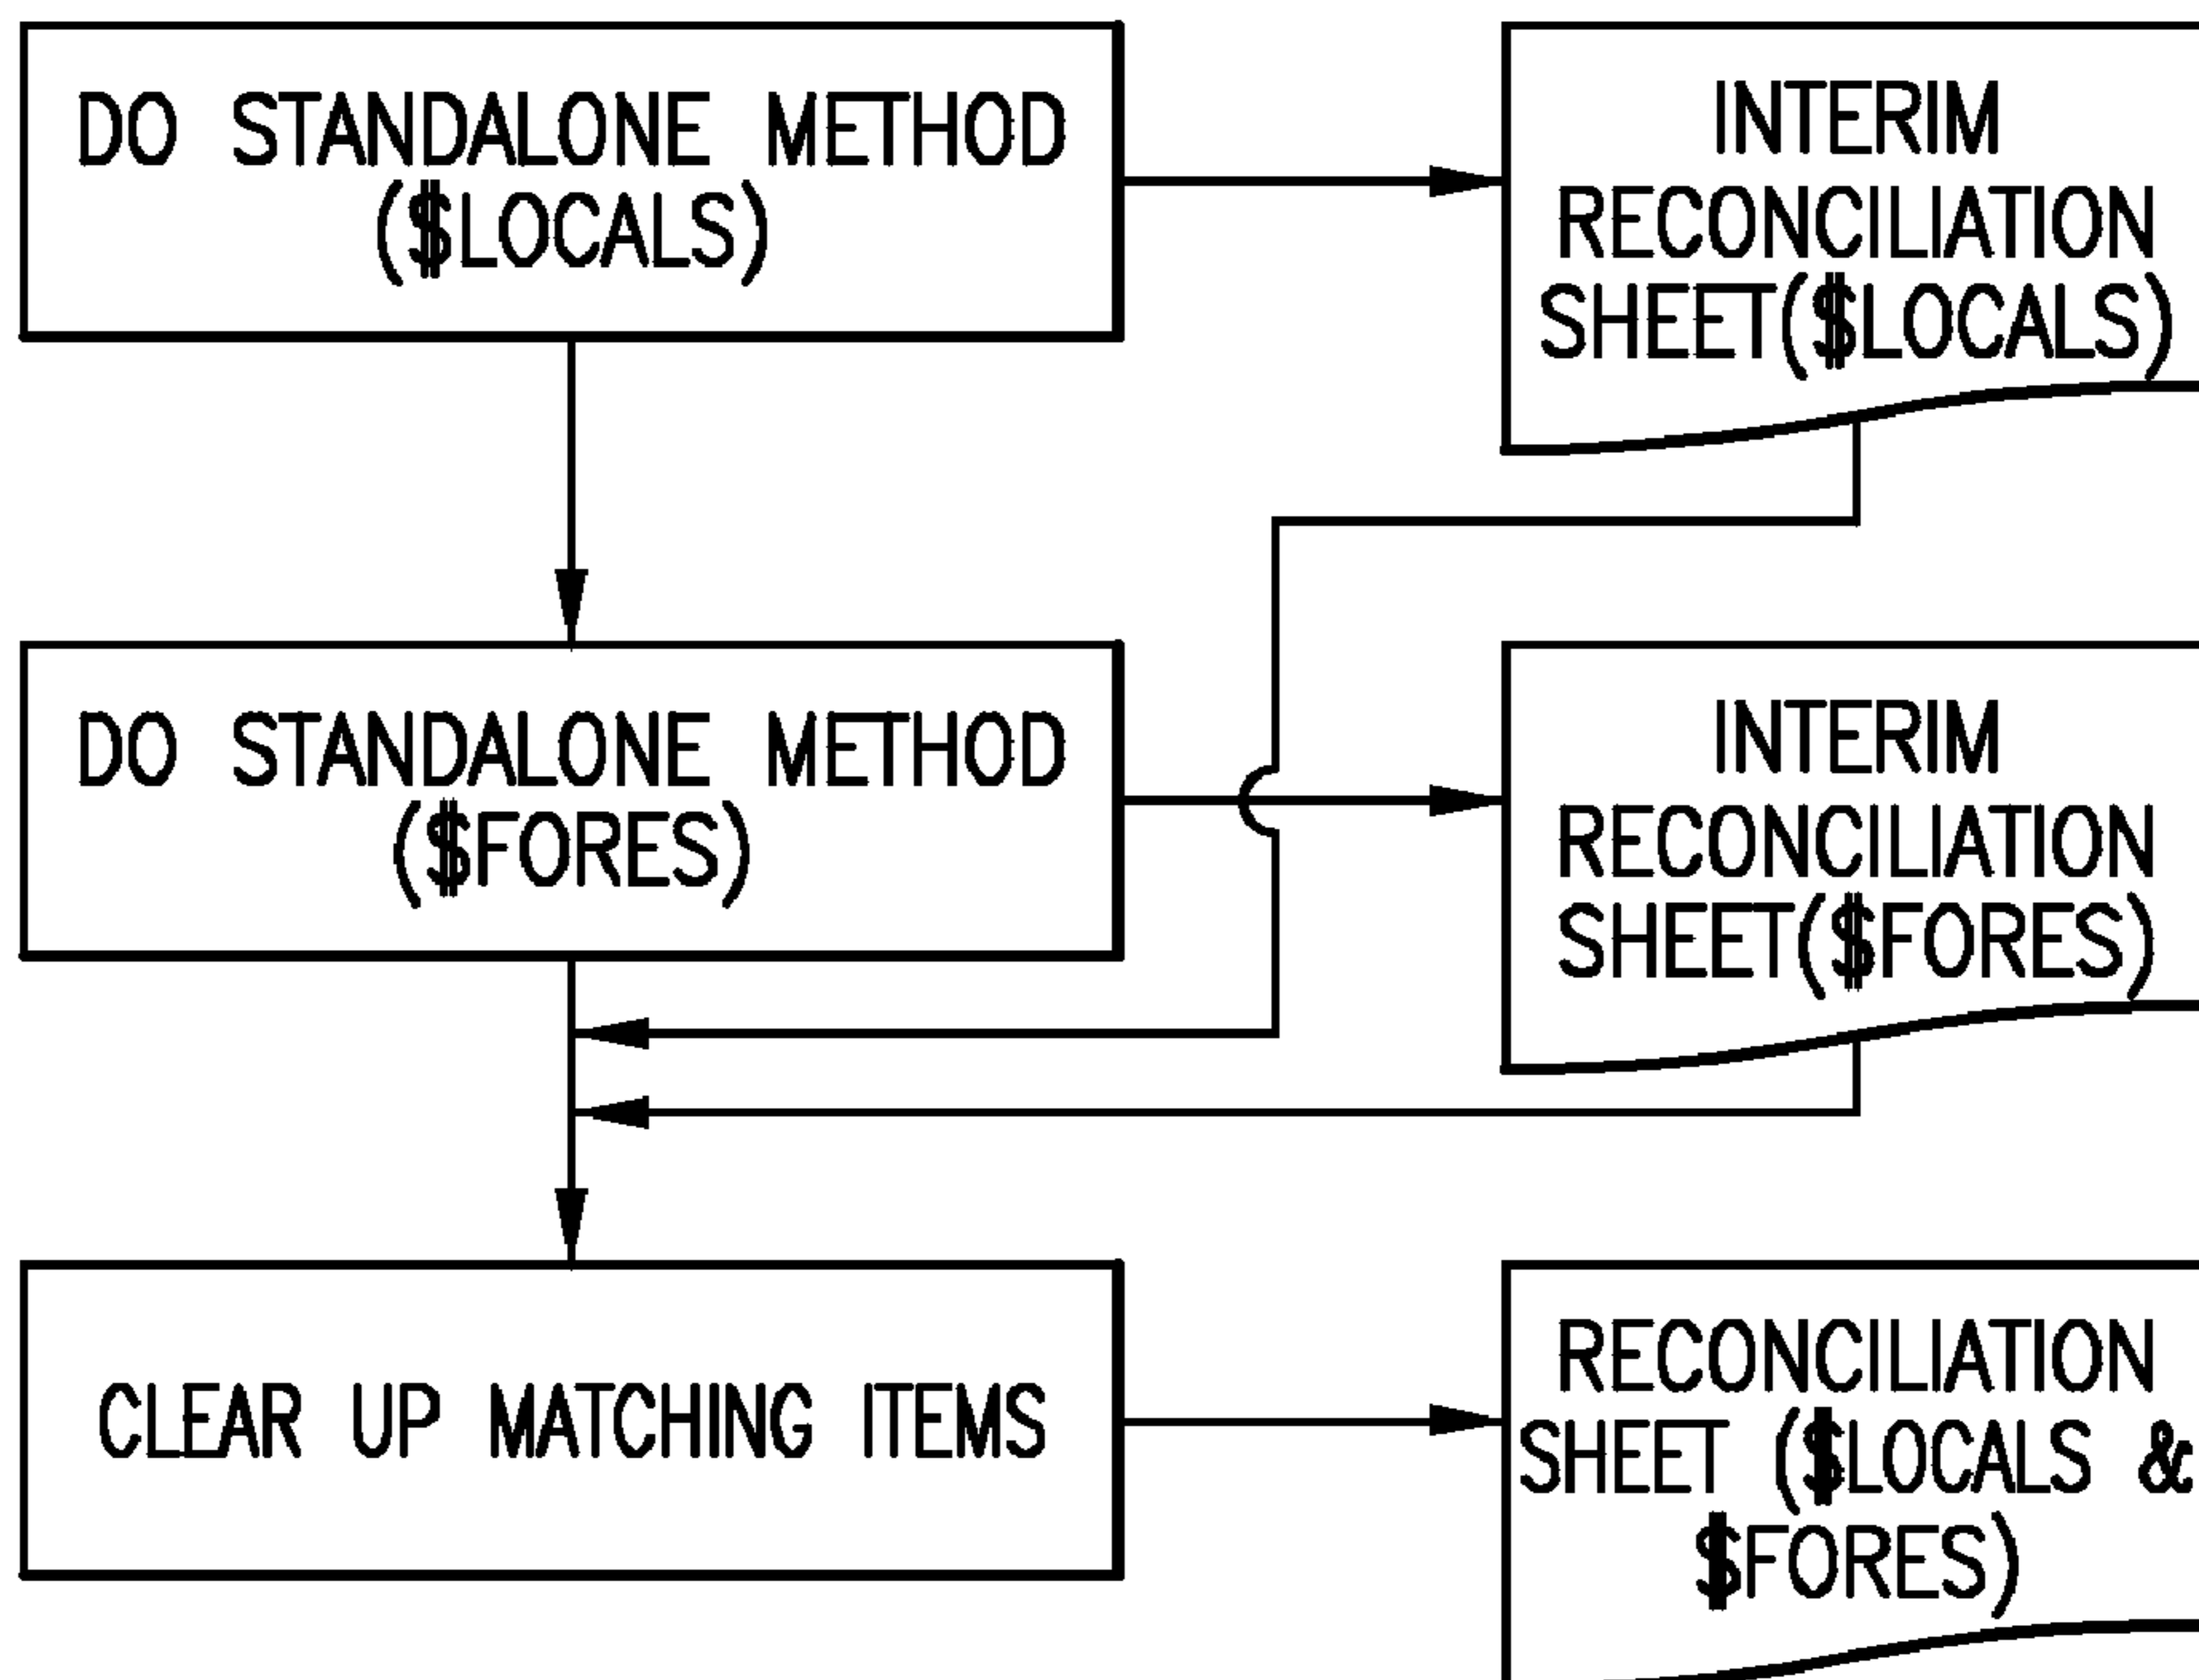 DO STANDALONE METHOD
($LOCALS)
INTERIM
RECONCILIATION
SHEET($LOCALS)
DO STANDALONE METHOD
($FORES)
INTERIM
RECONCILIATION
SHEET($FORES)
CLEAR UP MATCHING ITEMS
RECONCILIATION
SHEET ($LOCALS &
$FORES)